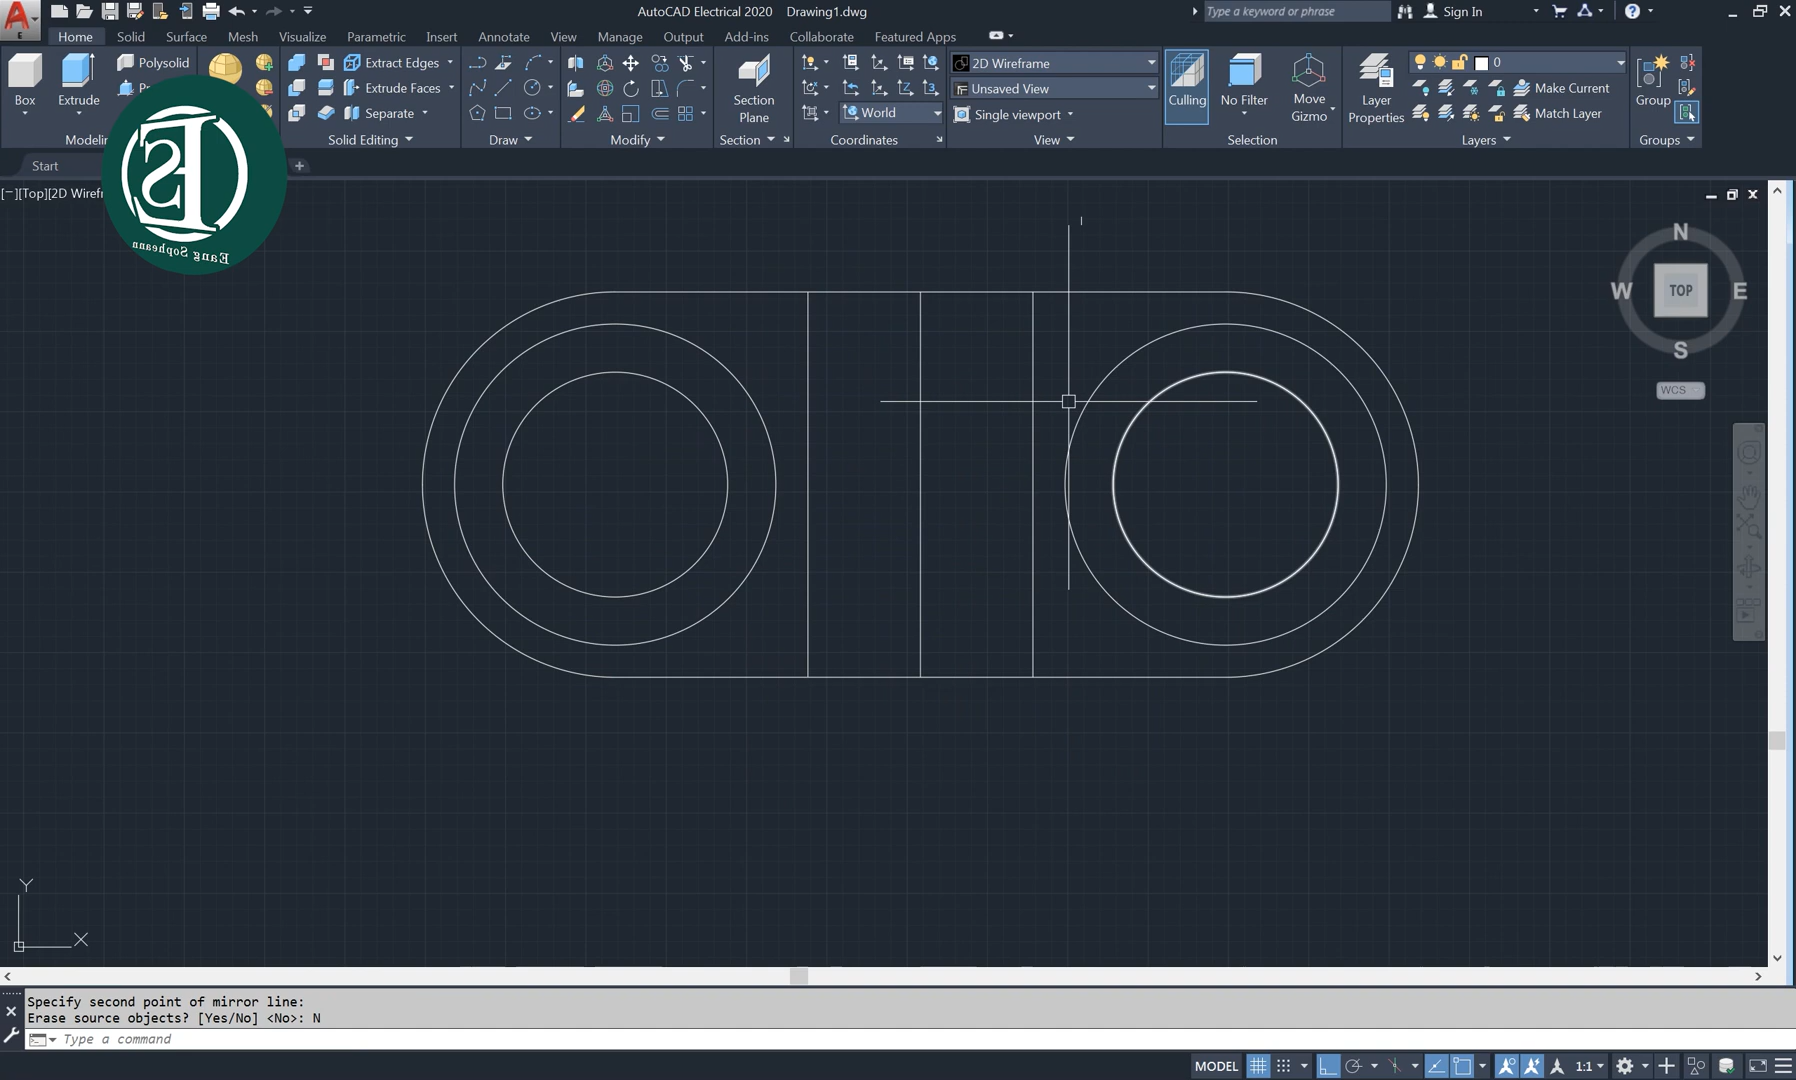 AutoCAD Electrical 2020 Drawing1.dwg
Type a keyword or phrase
Sign In
Home Solid Surface Mesh Visualize Parametric Insert Annotate View Manage Output Add-ins Collaborate Featured Apps
Box
Extrude
Polysolid
Extract Edges
Extrude Faces
Separate
Section Plane
World
2D Wireframe
Unsaved View
Single viewport
Culling
No Filter
Move Gizmo
Layer Properties
0
Make Current
Match Layer
Group
Solid Editing
Draw
Modify
Section
Coordinates
View
Selection
Layers
Groups
Start
Eang Sopheann
N
W TOP E
S
WCS
Y
X
Specify second point of mirror line:
Erase source objects? [Yes/No] <No>: N
Type a command
MODEL
1:1